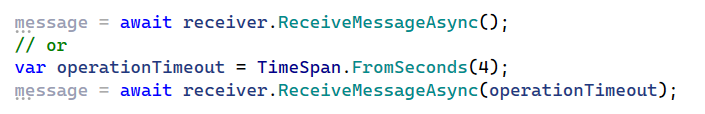 message = await receiver.ReceiveMessageAsync();
// or
var operationTimeout = TimeSpan.FromSeconds(4);
message = await receiver.ReceiveMessageAsync(operationTimeout);